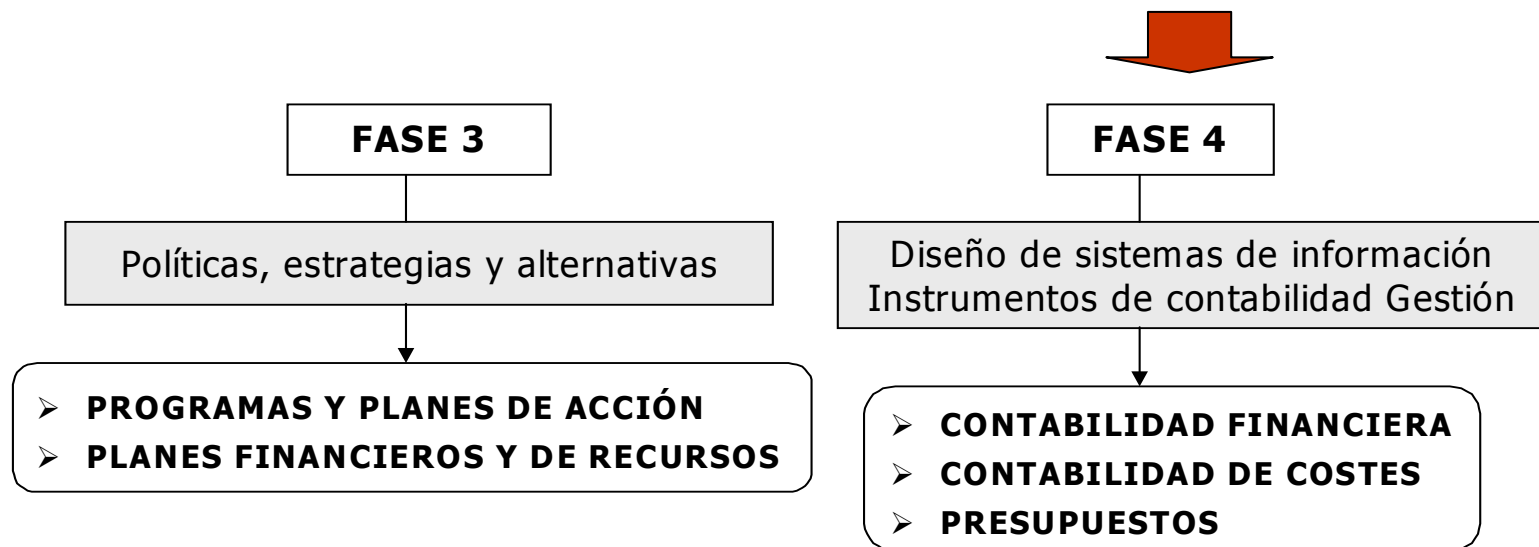 FASE 3
Políticas, estrategias y alternativas
➢ PROGRAMAS Y PLANES DE ACCIÓN
➢ PLANES FINANCIEROS Y DE RECURSOS
FASE 4
Diseño de sistemas de información
Instrumentos de contabilidad Gestión
➢ CONTABILIDAD FINANCIERA
➢ CONTABILIDAD DE COSTES
➢ PRESUPUESTOS